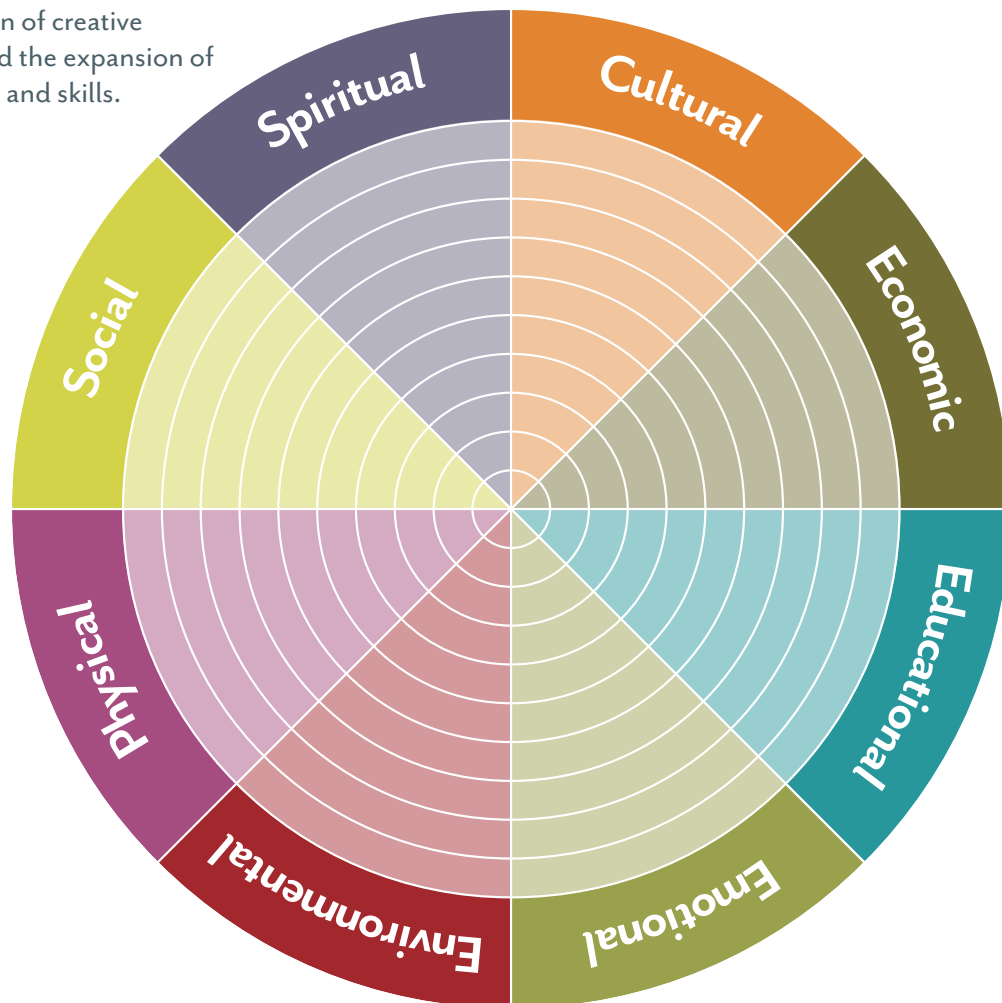 n of creative
d the expansion of
and skills.
Spiritual
Cultural
Economic
Educational
Emotional
Environmental
Physical
Social